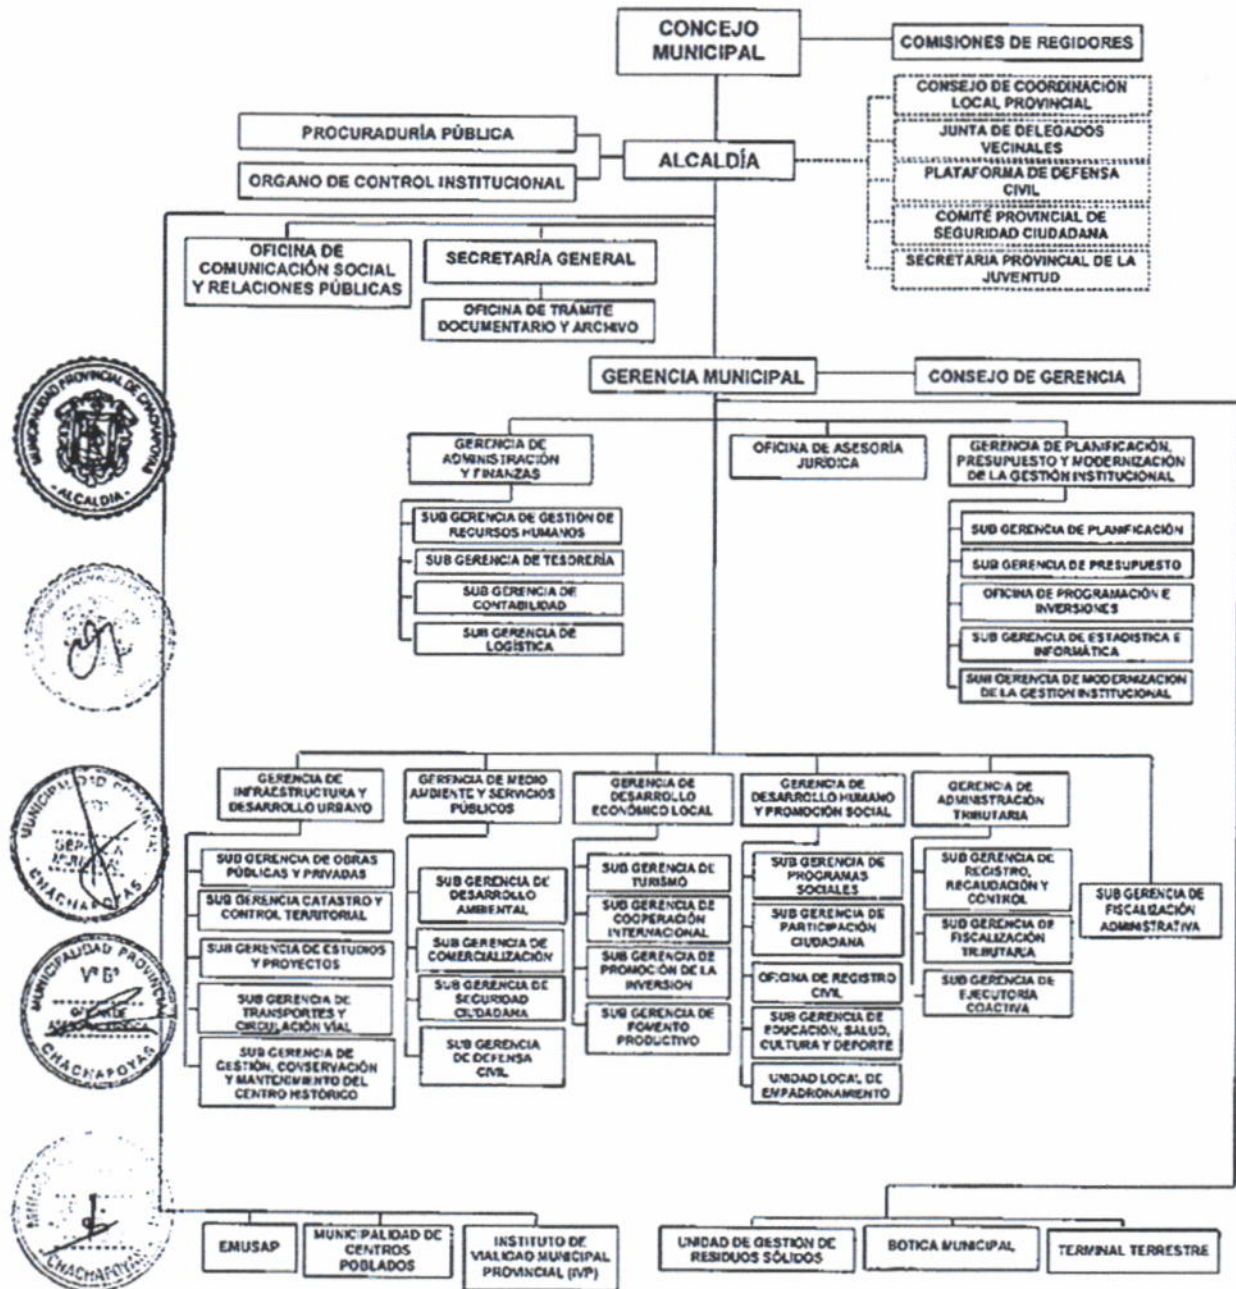 CONCEJO
MUNICIPAL
COMISIONES DE REGIDORES
CONSEJO DE COORDINACIÓN
LOCAL PROVINCIAL
PROCURADURÍA PÚBLICA
JUNTA DE DELEGADOS
VECINALES
ALCALDÍA
PLATAFORMA DE DEFENSA
CIVIL
ORGANO DE CONTROL INSTITUCIONAL
COMITÉ PROVINCIAL DE
SEGURIDAD CIUDADANA
SECRETARIA PROVINCIAL DE LA
JUVENTUD
OFICINA DE
COMUNICACIÓN SOCIAL
Y RELACIONES PÚBLICAS
SECRETARÍA GENERAL
OFICINA DE TRÁMITE
DOCUMENTARIO Y ARCHIVO
GERENCIA MUNICIPAL
CONSEJO DE GERENCIA
MUNICIPALIDAD PROVINCIAL DE CHACHAPOYAS
- ALCALDIA -
GERENCIA DE
ADMINISTRACIÓN
Y FINANZAS
OFICINA DE ASESORÍA
JURÍDICA
GERENCIA DE PLANIFICACIÓN,
PRESUPUESTO Y MODERNIZACIÓN
DE LA GESTIÓN INSTITUCIONAL
SUB GERENCIA DE GESTIÓN DE
RECURSOS HUMANOS
SUB GERENCIA DE TESORERÍA
SUB GERENCIA DE
CONTABILIDAD
SUB GERENCIA DE
LOGÍSTICA
SUB GERENCIA DE PLANIFICACIÓN
SUB GERENCIA DE PRESUPUESTO
OFICINA DE PROGRAMACIÓN E
INVERSIONES
SUB GERENCIA DE ESTADISTICA E
INFORMÁTICA
SUB GERENCIA DE MODERNIZACION
DE LA GESTION INSTITUCIONAL
GERENCIA DE
INFRAESTRUCTURA Y
DESARROLLO URBANO
SUB GERENCIA DE OBRAS
PÚBLICAS Y PRIVADAS
SUB GERENCIA CATASTRO Y
CONTROL TERRITORIAL
SUB GERENCIA DE ESTUDIOS
Y PROYECTOS
SUB GERENCIA DE
TRANSPORTES Y
CIRCULACIÓN VIAL
SUB GERENCIA DE
GESTIÓN, CONSERVACIÓN
Y MANTENIMIENTO DEL
CENTRO HISTÓRICO
GERENCIA DE MEDIO
AMBIENTE Y SERVICIOS
PÚBLICOS
SUB GERENCIA DE
DESARROLLO
AMBIENTAL
SUB GERENCIA DE
COMERCIALIZACIÓN
SUB GERENCIA DE
SEGURIDAD
CIUDADANA
SUB GERENCIA
DE DEFENSA
CIVIL
GERENCIA DE
DESARROLLO
ECONÓMICO LOCAL
SUB GERENCIA DE
TURISMO
SUB GERENCIA DE
COOPERACIÓN
INTERNACIONAL
SUB GERENCIA DE
PROMOCIÓN DE LA
INVERSION
SUB GERENCIA DE
FOMENTO
PRODUCTIVO
GERENCIA DE
DESARROLLO HUMANO
Y PROMOCIÓN SOCIAL
SUB GERENCIA DE
PROGRAMAS
SOCIALES
SUB GERENCIA DE
PARTICIPACIÓN
CIUDADANA
OFICINA DE REGISTRO
CIVIL
SUB GERENCIA DE
EDUCACIÓN, SALUD,
CULTURA Y DEPORTE
UNIDAD LOCAL DE
EMPADRONAMIENTO
GERENCIA DE
ADMINISTRACIÓN
TRIBUTARIA
SUB GERENCIA DE
REGISTRO,
RECAUDACIÓN Y
CONTROL
SUB GERENCIA DE
FISCALIZACIÓN
TRIBUTARIA
SUB GERENCIA DE
EJECUTORÍA
COACTIVA
SUB GERENCIA DE
FISCALIZACIÓN
ADMINISTRATIVA
CHACHAPOYAS
MUNICIPALIDAD PROVINCIAL
V° B°
CHACHAPOYAS
CHACHAPOYAS
EMUSAP
MUNICIPALIDAD DE
CENTROS
POBLADOS
INSTITUTO DE
VIALIDAD MUNICIPAL
PROVINCIAL (IVP)
UNIDAD DE GESTIÓN DE
RESIDUOS SÓLIDOS
BOTICA MUNICIPAL
TERMINAL TERRESTRE